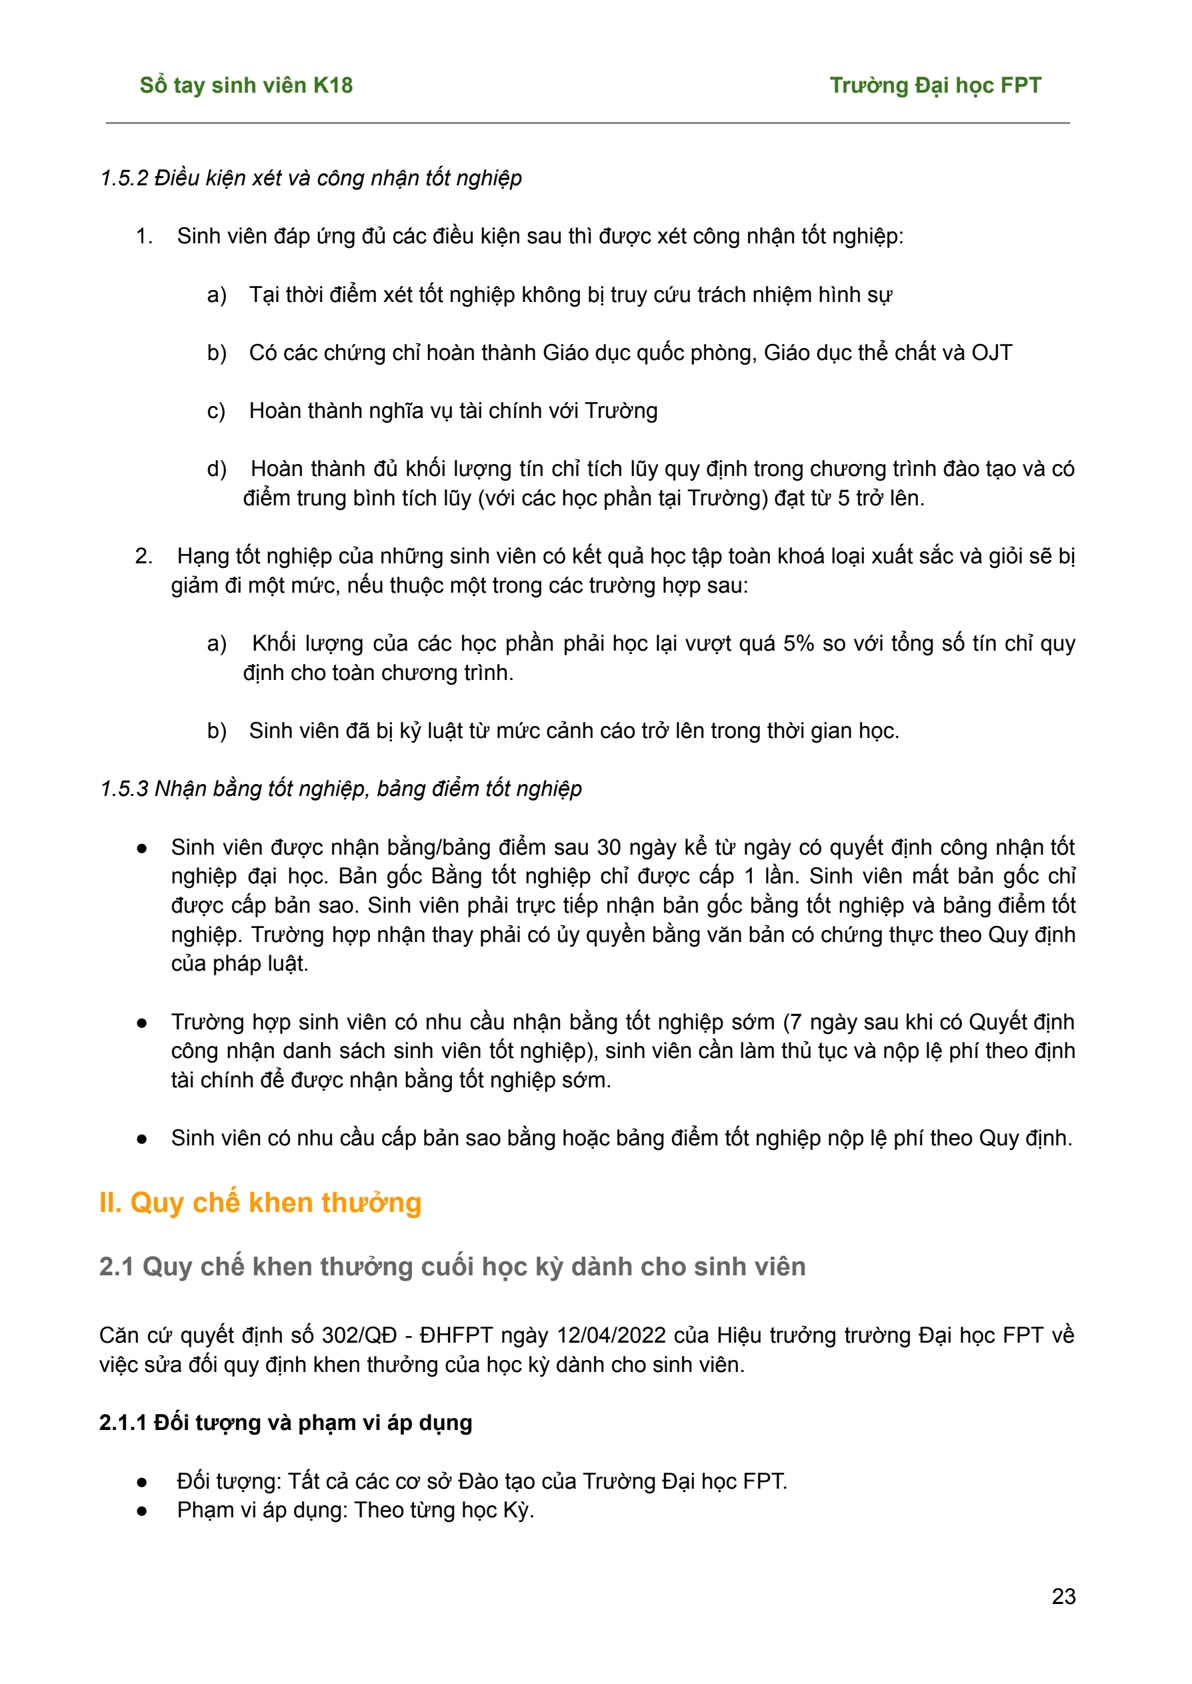 Sổ tay sinh viên K18 Trường Đại học FPT
1.5.2 Điều kiện xét và công nhận tốt nghiệp
1. Sinh viên đáp ứng đủ các điều kiện sau thì được xét công nhận tốt nghiệp:
a) Tại thời điểm xét tốt nghiệp không bị truy cứu trách nhiệm hình sự
b) Có các chứng chỉ hoàn thành Giáo dục quốc phòng, Giáo dục thể chất và OJT
c) Hoàn thành nghĩa vụ tài chính với Trường
d) Hoàn thành đủ khối lượng tín chỉ tích lũy quy định trong chương trình đào tạo và có
điểm trung bình tích lũy (với các học phần tại Trường) đạt từ 5 trở lên.
2. Hạng tốt nghiệp của những sinh viên có kết quả học tập toàn khoá loại xuất sắc và giỏi sẽ bị
giảm đi một mức, nếu thuộc một trong các trường hợp sau:
a) Khối lượng của các học phần phải học lại vượt quá 5% so với tổng số tín chỉ quy
định cho toàn chương trình.
b) Sinh viên đã bị kỷ luật từ mức cảnh cáo trở lên trong thời gian học.
1.5.3 Nhận bằng tốt nghiệp, bảng điểm tốt nghiệp
● Sinh viên được nhận bằng/bảng điểm sau 30 ngày kể từ ngày có quyết định công nhận tốt
nghiệp đại học. Bản gốc Bằng tốt nghiệp chỉ được cấp 1 lần. Sinh viên mất bản gốc chỉ
được cấp bản sao. Sinh viên phải trực tiếp nhận bản gốc bằng tốt nghiệp và bảng điểm tốt
nghiệp. Trường hợp nhận thay phải có ủy quyền bằng văn bản có chứng thực theo Quy định
của pháp luật.
● Trường hợp sinh viên có nhu cầu nhận bằng tốt nghiệp sớm (7 ngày sau khi có Quyết định
công nhận danh sách sinh viên tốt nghiệp), sinh viên cần làm thủ tục và nộp lệ phí theo định
tài chính để được nhận bằng tốt nghiệp sớm.
● Sinh viên có nhu cầu cấp bản sao bằng hoặc bảng điểm tốt nghiệp nộp lệ phí theo Quy định.
II. Quy chế khen thưởng
2.1 Quy chế khen thưởng cuối học kỳ dành cho sinh viên
Căn cứ quyết định số 302/QĐ - ĐHFPT ngày 12/04/2022 của Hiệu trưởng trường Đại học FPT về
việc sửa đổi quy định khen thưởng của học kỳ dành cho sinh viên.
2.1.1 Đối tượng và phạm vi áp dụng
● Đối tượng: Tất cả các cơ sở Đào tạo của Trường Đại học FPT.
● Phạm vi áp dụng: Theo từng học Kỳ.
23